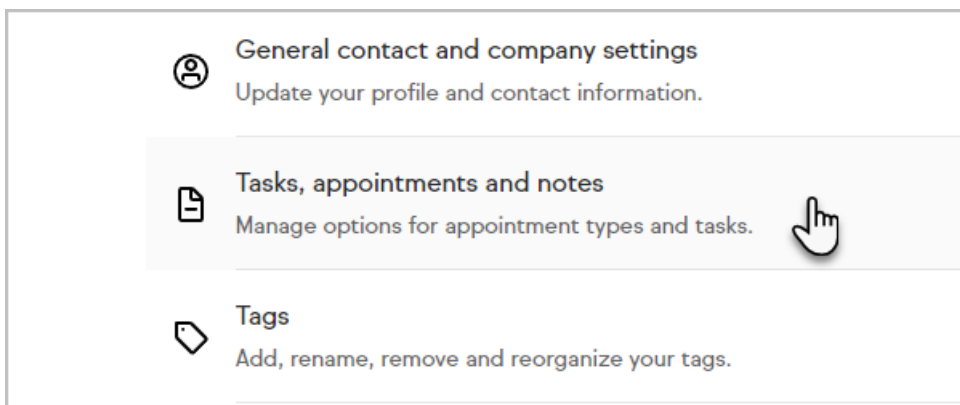 General contact and company settings
Update your profile and contact information.
Tasks, appointments and notes
Manage options for appointment types and tasks.
Tags
Add, rename, remove and reorganize your tags.